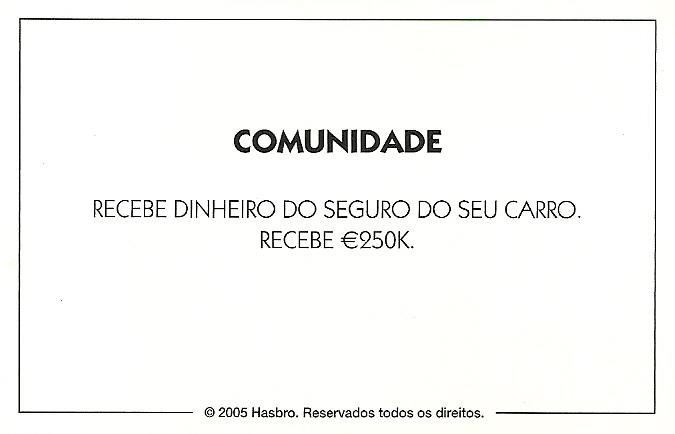 COMUNIDADE
RECEBE DINHEIRO DO SEGURO DO SEU CARRO.
RECEBE €250K.
© 2005 Hasbro. Reservados todos os direitos.